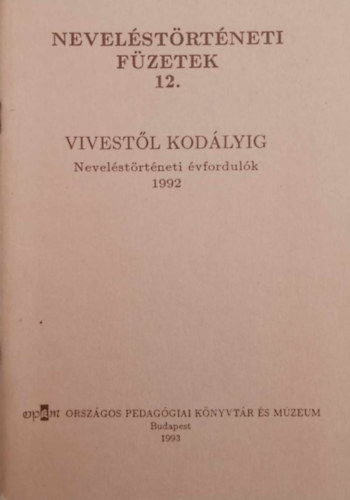 NEVELÉSTÖRTÉNETI
FÜZETEK
12.
VIVESTŐL KODÁLYIG
Neveléstörténeti évfordulók
1992
opkm ORSZÁGOS PEDAGÓGIAI KÖNYVTÁR ÉS MÚZEUM
Budapest
1993